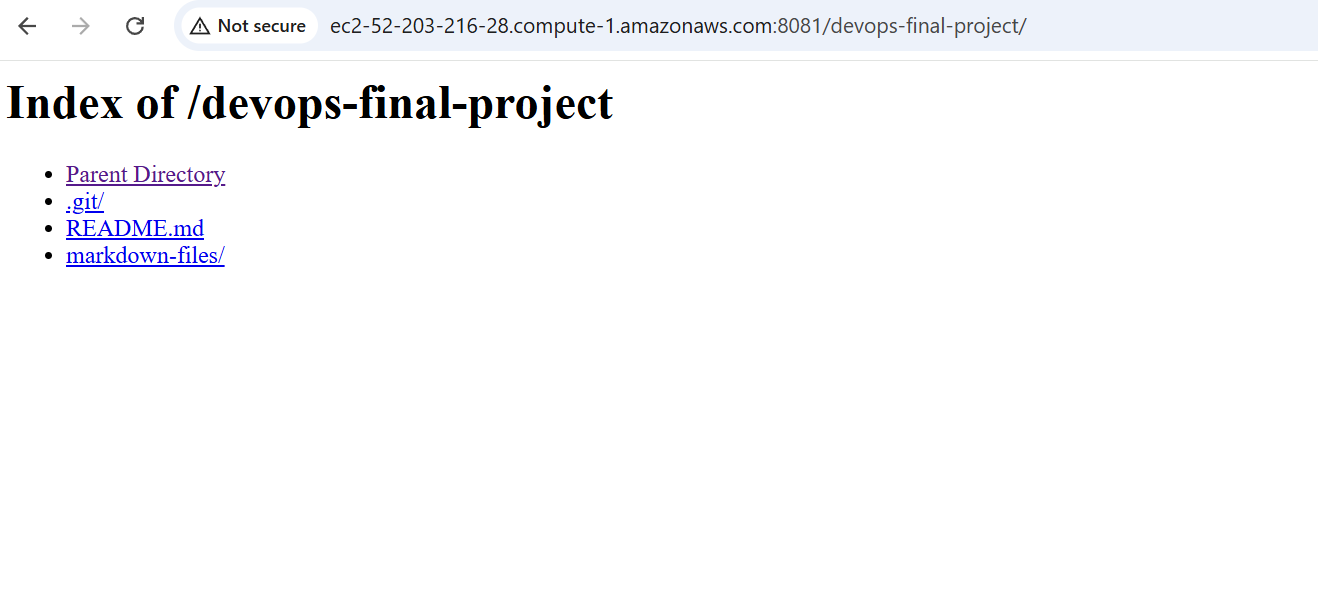 Not secure ec2-52-203-216-28.compute-1.amazonaws.com:8081/devops-final-project/
Index of /devops-final-project
Parent Directory
.git/
README.md
markdown-files/